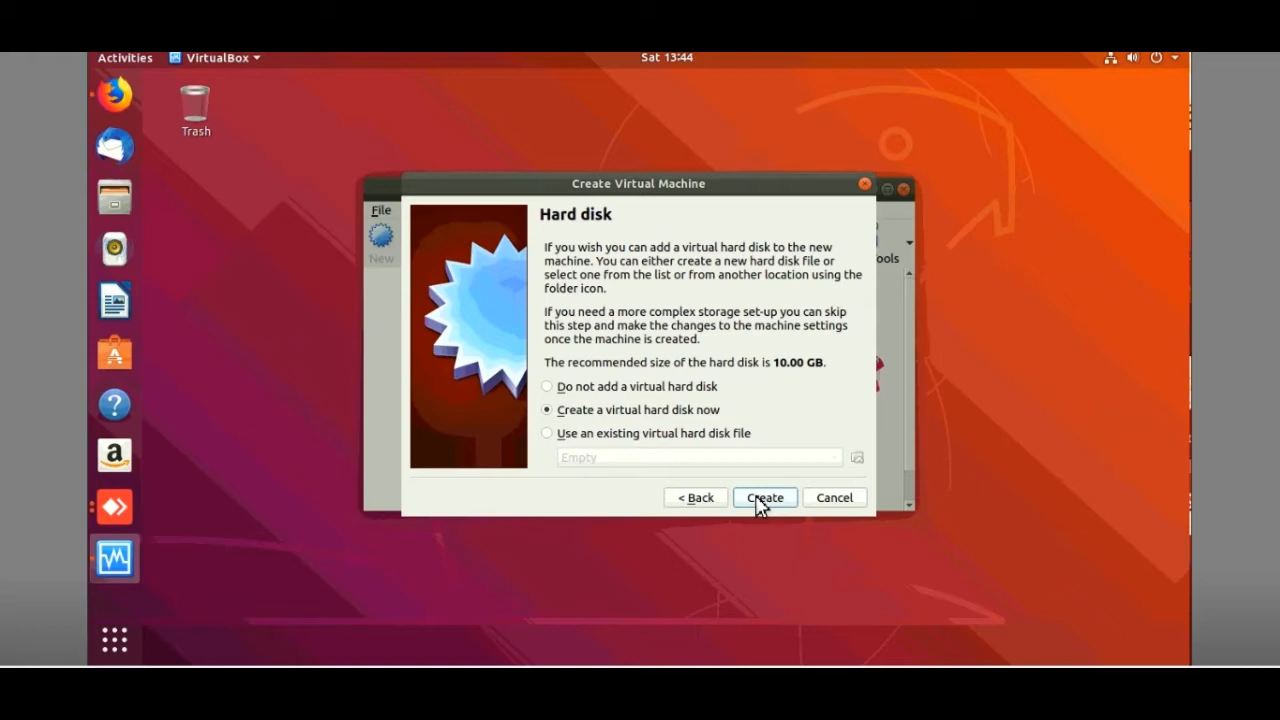 Activities VirtualBox Sat 13:44
Trash
Create Virtual Machine
File
New
ools
Hard disk
If you wish you can add a virtual hard disk to the new
machine. You can either create a new hard disk file or
select one from the list or from another location using the
folder icon.
If you need a more complex storage set-up you can skip
this step and make the changes to the machine settings
once the machine is created.
The recommended size of the hard disk is 10.00 GB.
Do not add a virtual hard disk
Create a virtual hard disk now
Use an existing virtual hard disk file
Empty
< Back Create Cancel